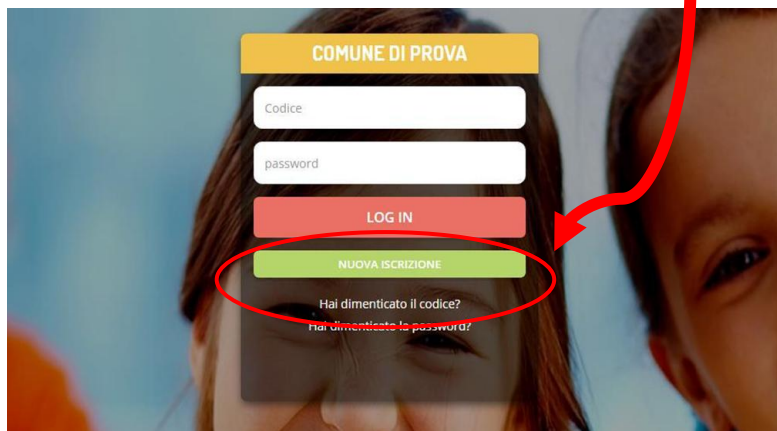 COMUNE DI PROVA
Codice
password
LOG IN
NUOVA ISCRIZIONE
Hai dimenticato il codice?
Hai dimenticato la password?